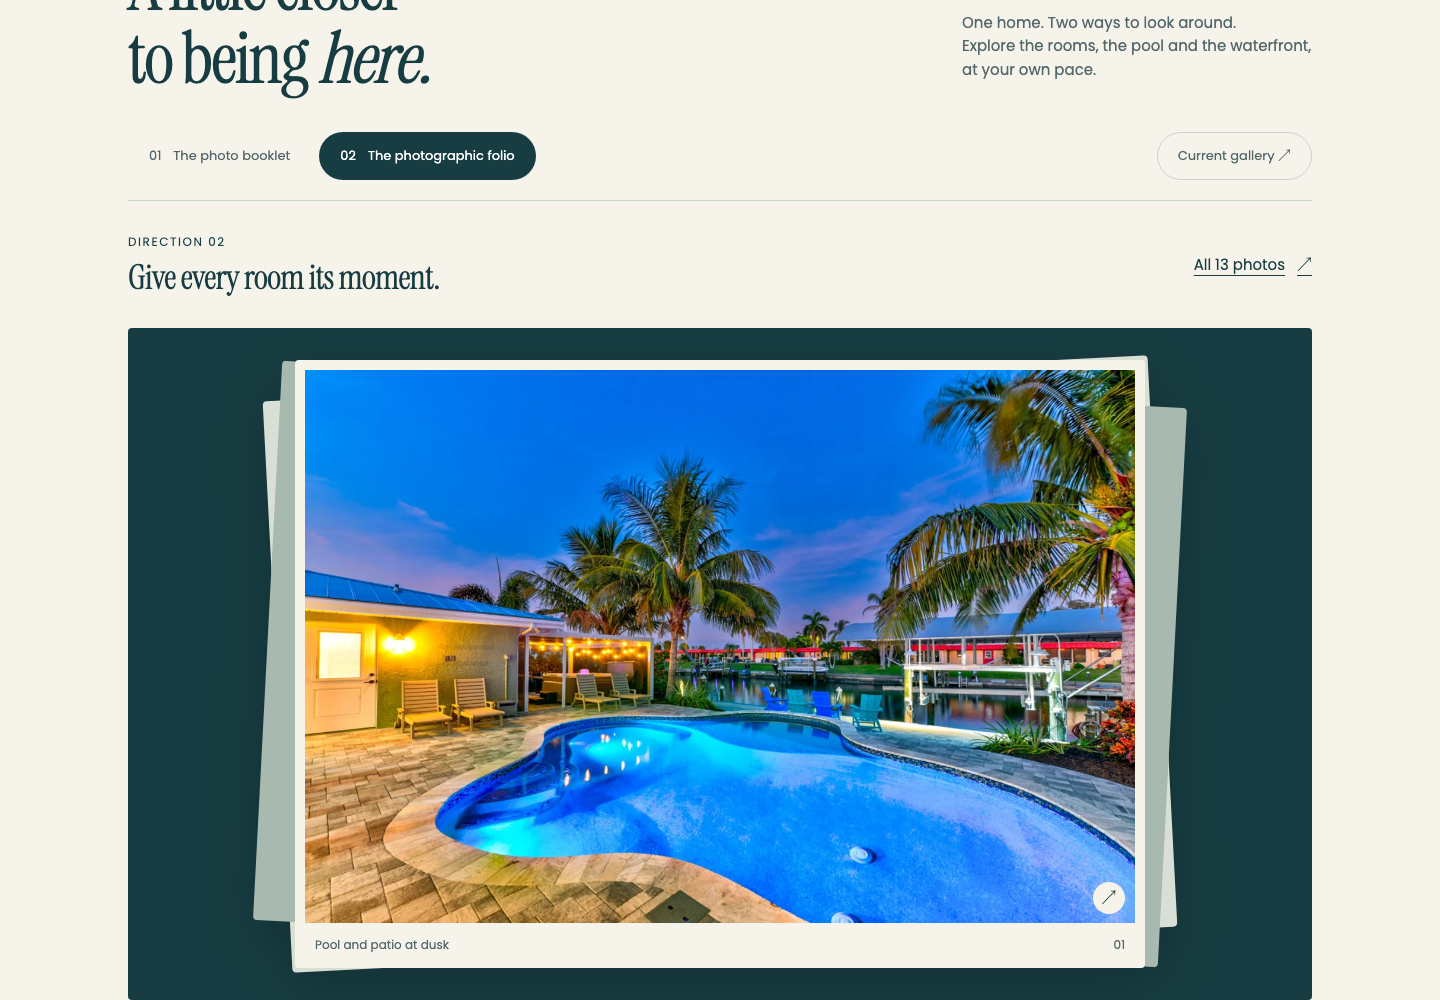 A little closer
to being here.
One home. Two ways to look around.
Explore the rooms, the pool and the waterfront,
at your own pace.
01 The photo booklet
02 The photographic folio
Current gallery ↗
DIRECTION 02
Give every room its moment.
All 13 photos ↗
Pool and patio at dusk
01